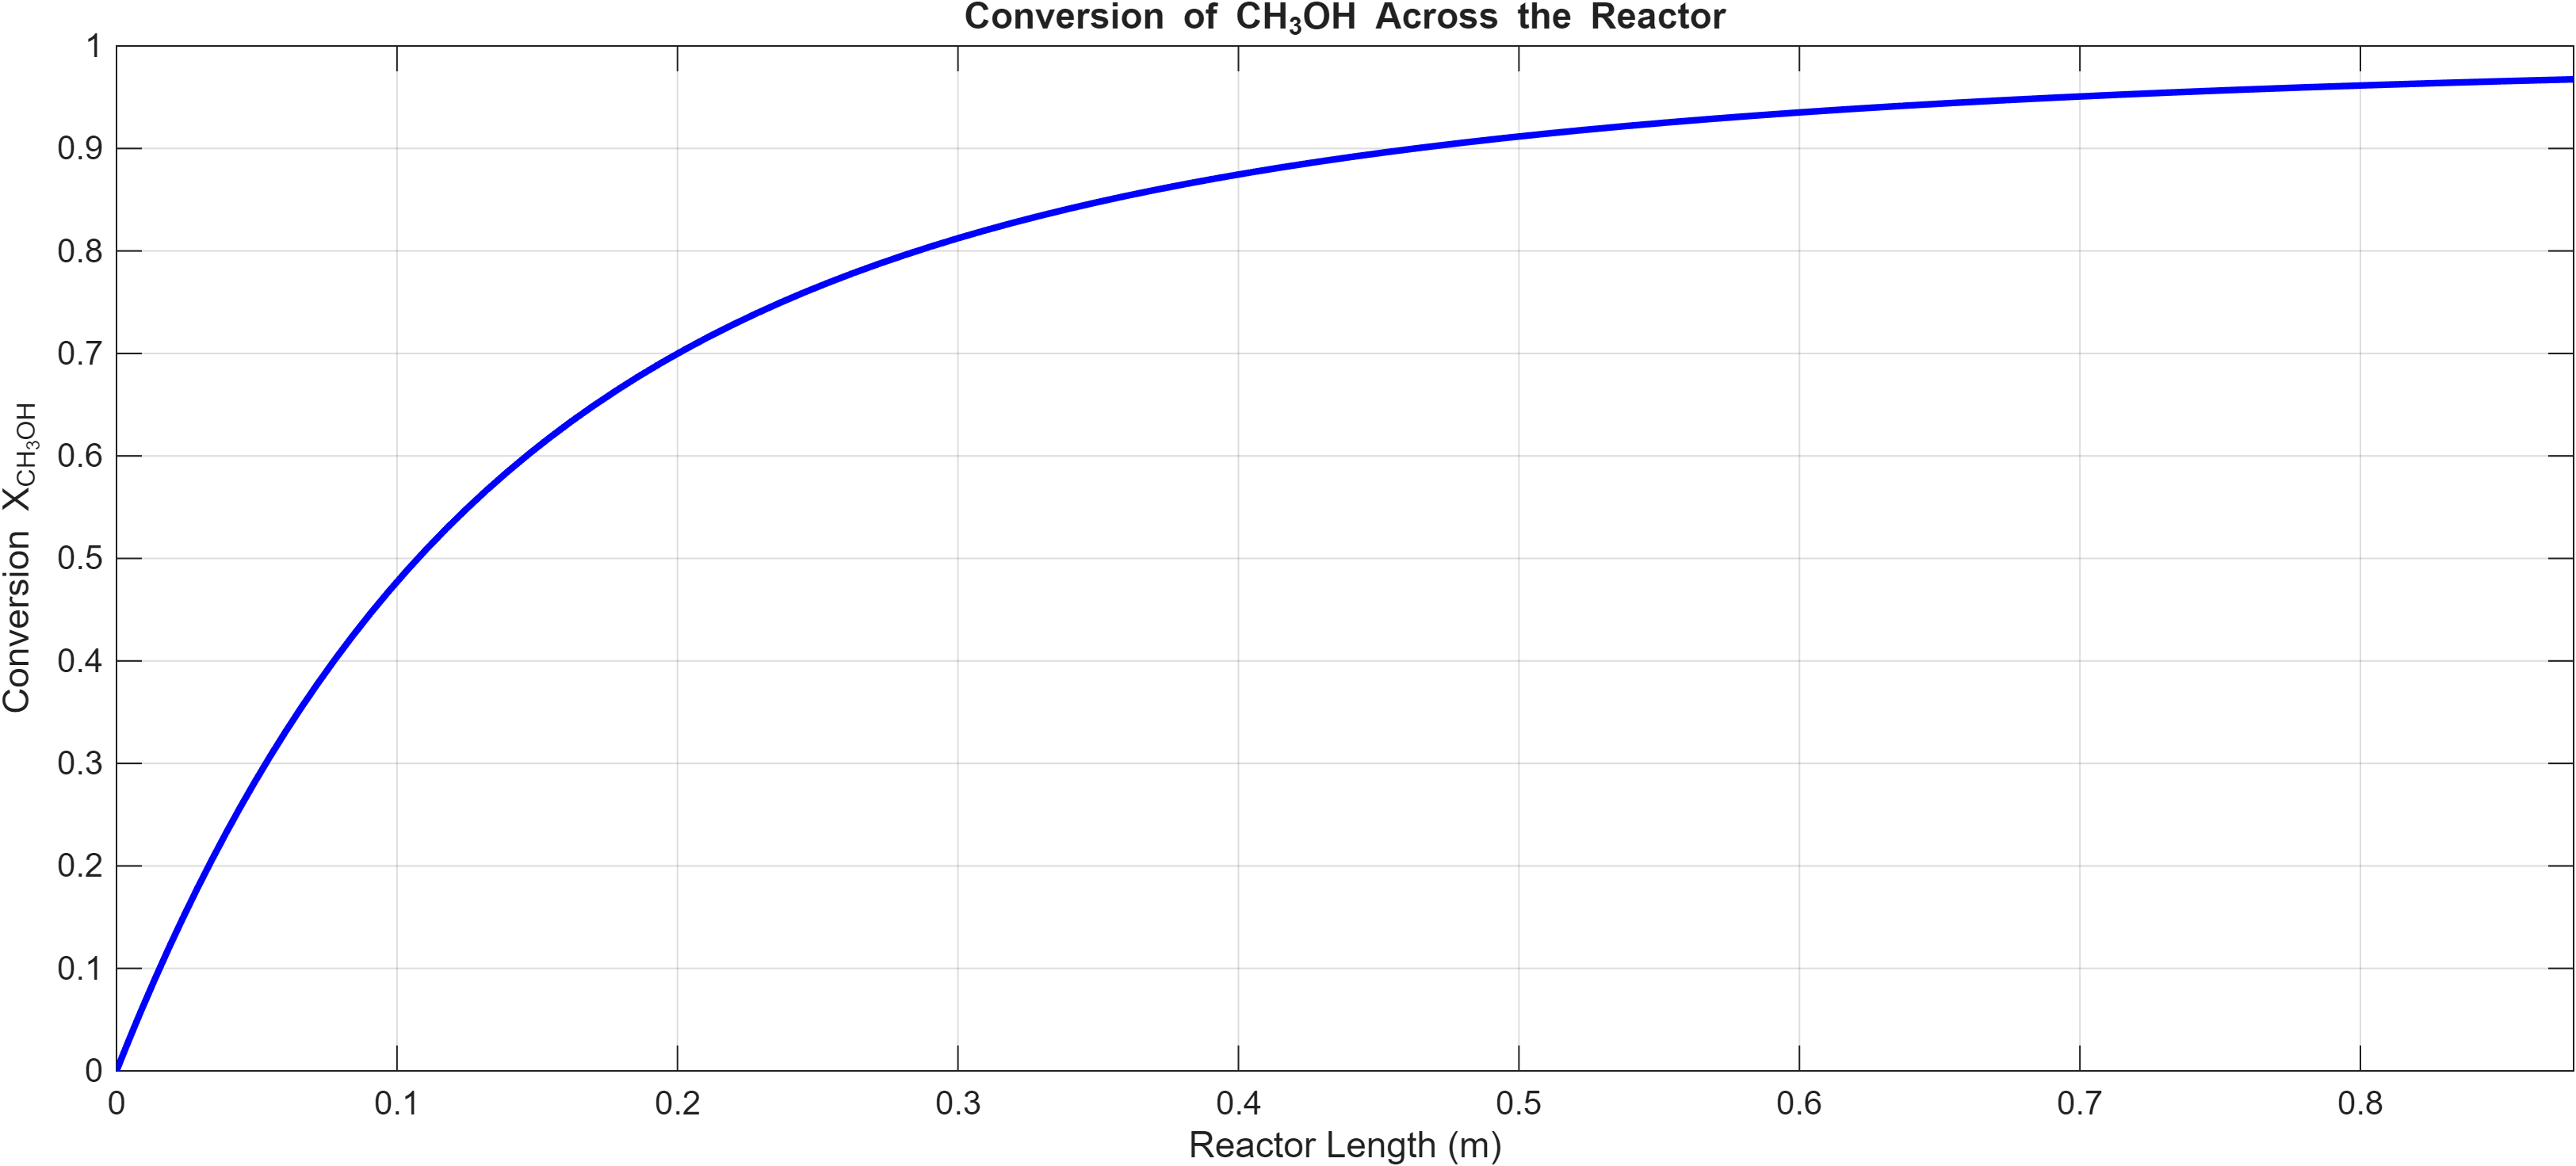 Conversion of CH₃OH Across the Reactor
Conversion X_CH₃OH
1
0.9
0.8
0.7
0.6
0.5
0.4
0.3
0.2
0.1
0
0 0.1 0.2 0.3 0.4 0.5 0.6 0.7 0.8
Reactor Length (m)